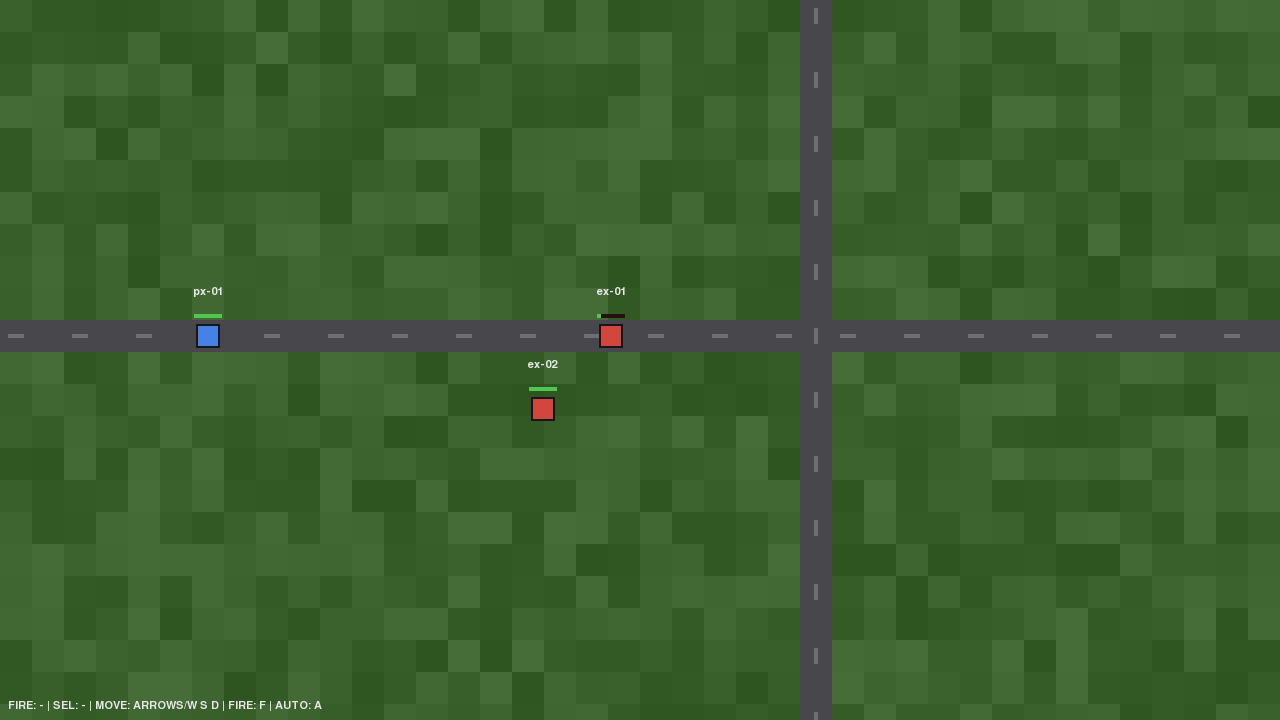 px-01
ex-01
ex-02
FIRE: - | SEL: - | MOVE: ARROWS/W S D | FIRE: F | AUTO: A